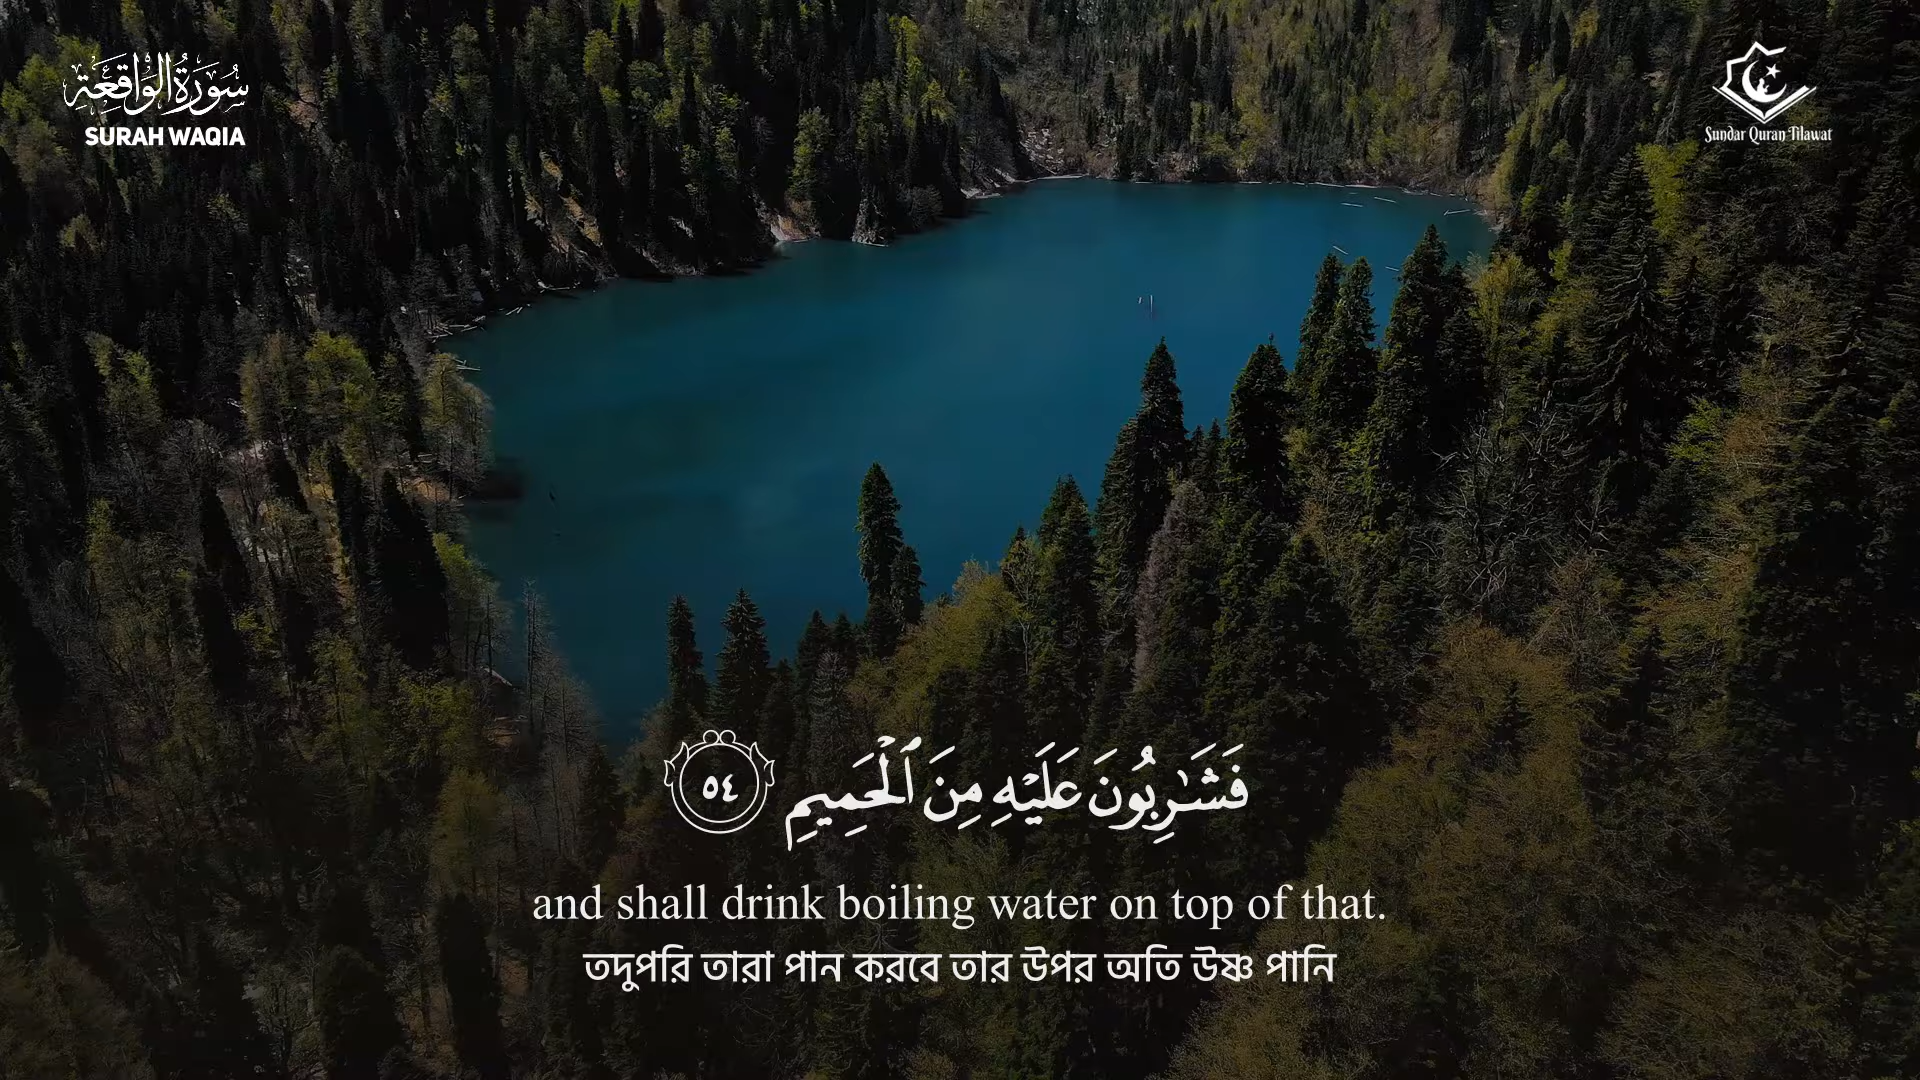 سُورَةُ الوَاقِعَة
SURAH WAQIA
Sundar Quran Tilawat
فَشَـٰرِبُونَ عَلَيْهِ مِنَ ٱلْحَمِيمِ ٥٤
and shall drink boiling water on top of that.
তদুপরি তারা পান করবে তার উপর অতি উষ্ণ পানি